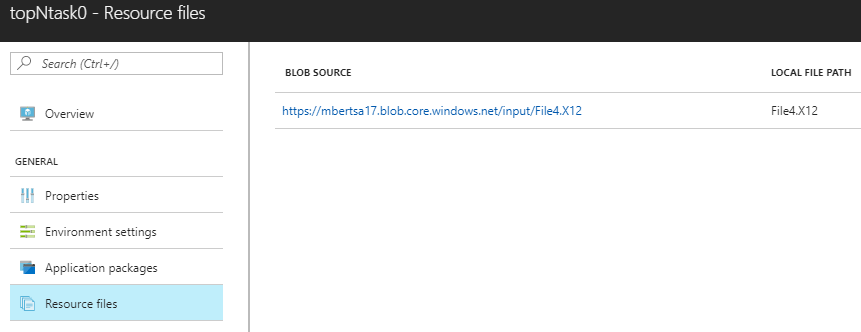 topNtask0 - Resource files
Search (Ctrl+/)
Overview
GENERAL
Properties
Environment settings
Application packages
Resource files
BLOB SOURCE LOCAL FILE PATH
https://mbertsa17.blob.core.windows.net/input/File4.X12 File4.X12